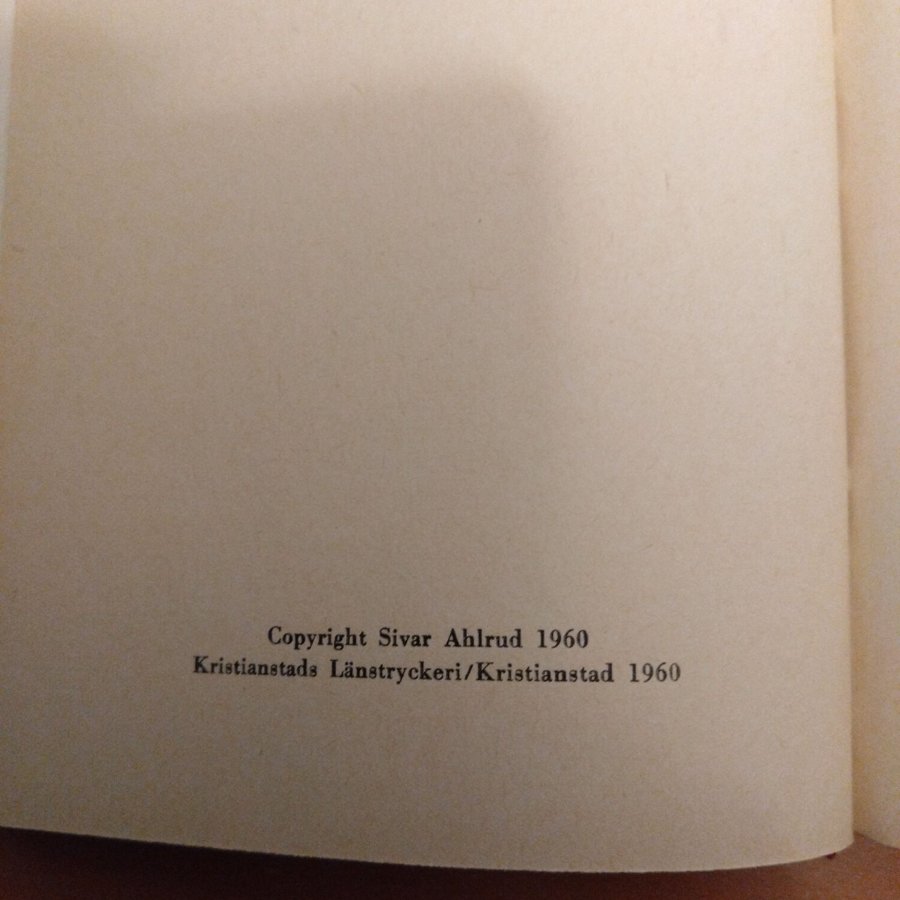 Copyright Sivar Ahlrud 1960
Kristianstads Länstryckeri/Kristianstad 1960